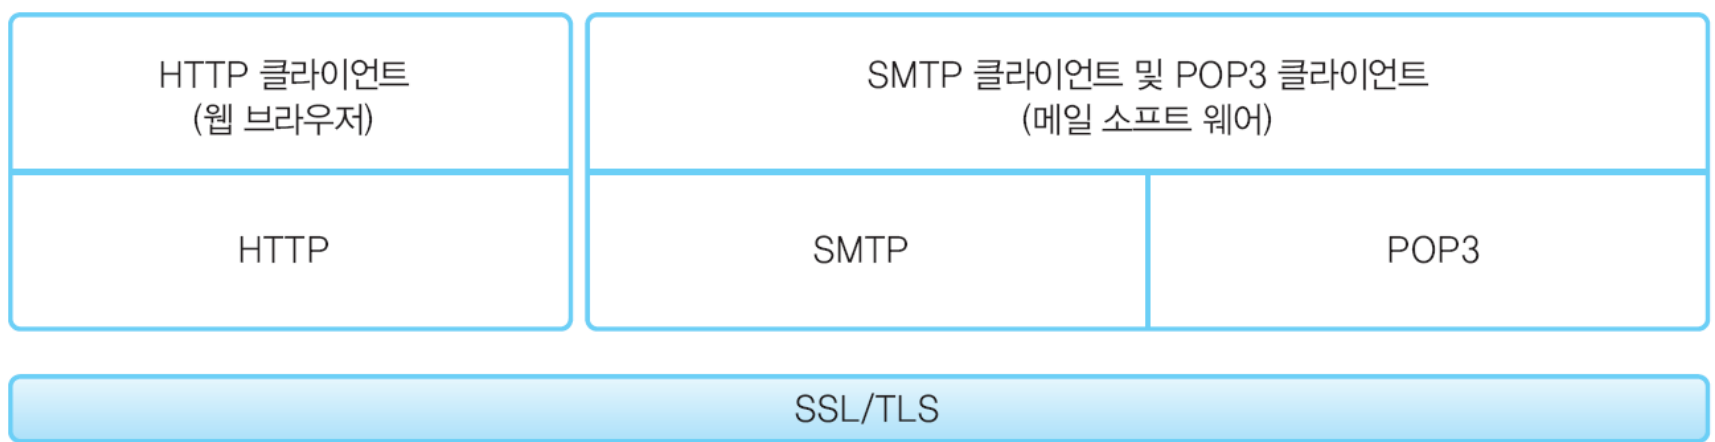 HTTP 클라이언트
(웹 브라우저)
SMTP 클라이언트 및 POP3 클라이언트
(메일 소프트 웨어)
HTTP
SMTP
POP3
SSL/TLS